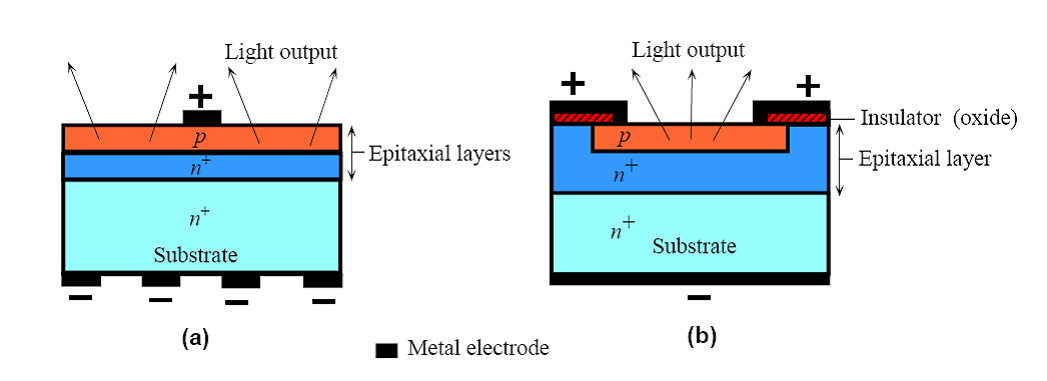 Light output
+
p
Epitaxial layers
n+
n+
Substrate
− − − −
(a)
Light output
+ +
Insulator (oxide)
p
Epitaxial layer
n+
n+
Substrate
−
(b)
Metal electrode